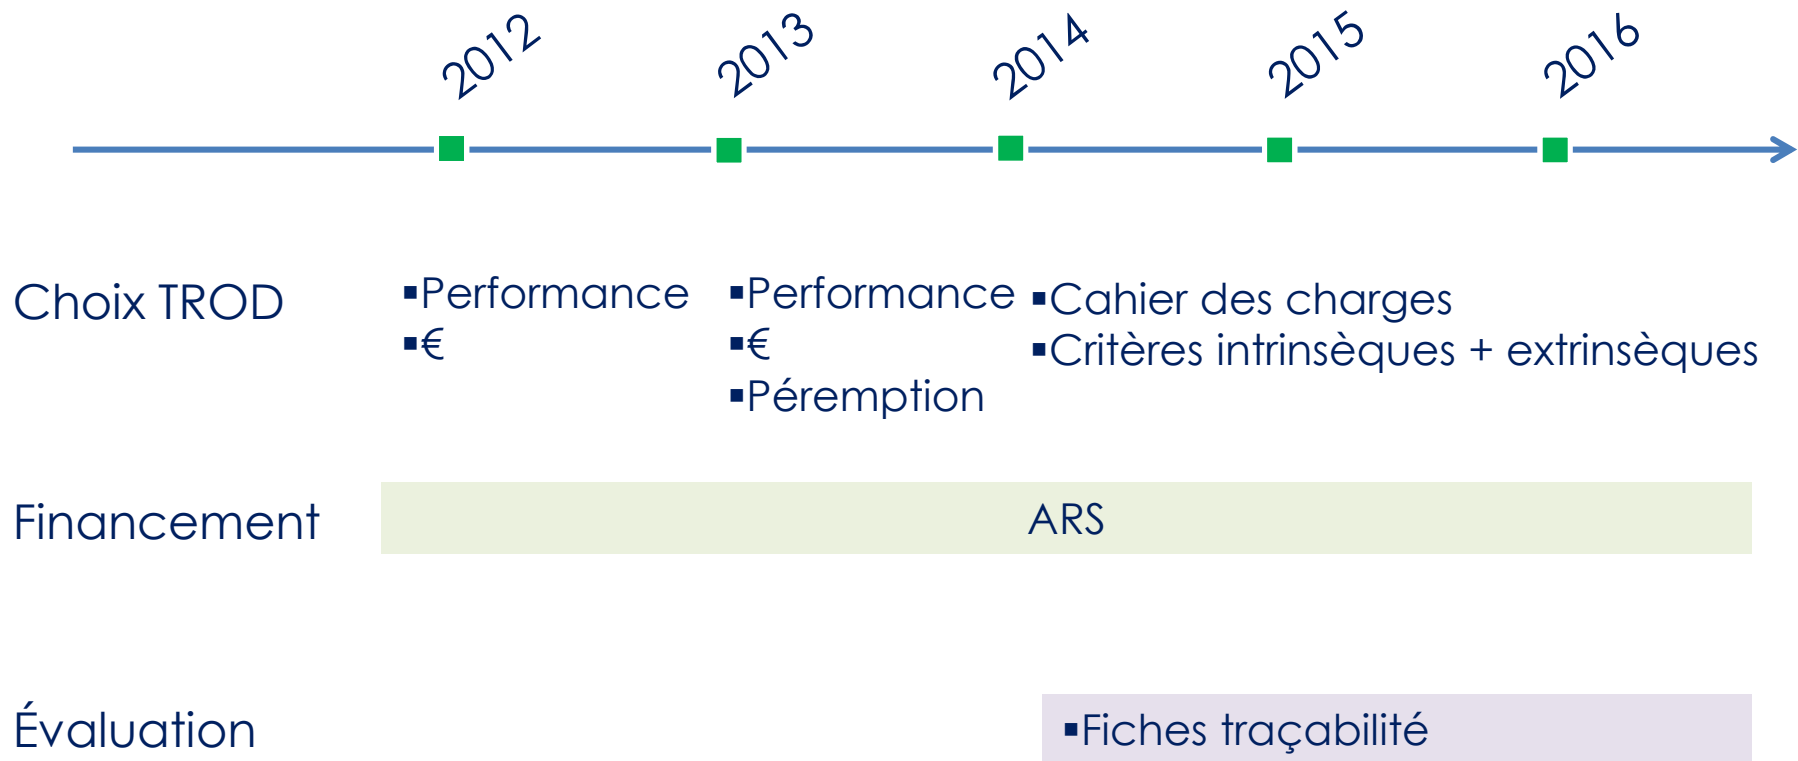 2012 2013 2014 2015 2016
Choix TROD
▪Performance
▪€
▪Performance
▪€
▪Péremption
▪Cahier des charges
▪Critères intrinsèques + extrinsèques
Financement
ARS
Évaluation
▪Fiches traçabilité